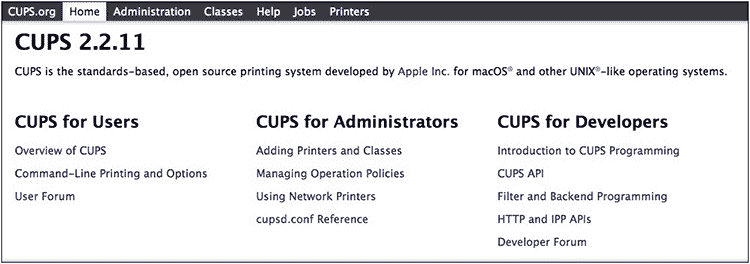 CUPS.org Home Administration Classes Help Jobs Printers
CUPS 2.2.11
CUPS is the standards-based, open source printing system developed by Apple Inc. for macOS® and other UNIX®-like operating systems.
CUPS for Users
Overview of CUPS
Command-Line Printing and Options
User Forum
CUPS for Administrators
Adding Printers and Classes
Managing Operation Policies
Using Network Printers
cupsd.conf Reference
CUPS for Developers
Introduction to CUPS Programming
CUPS API
Filter and Backend Programming
HTTP and IPP APIs
Developer Forum